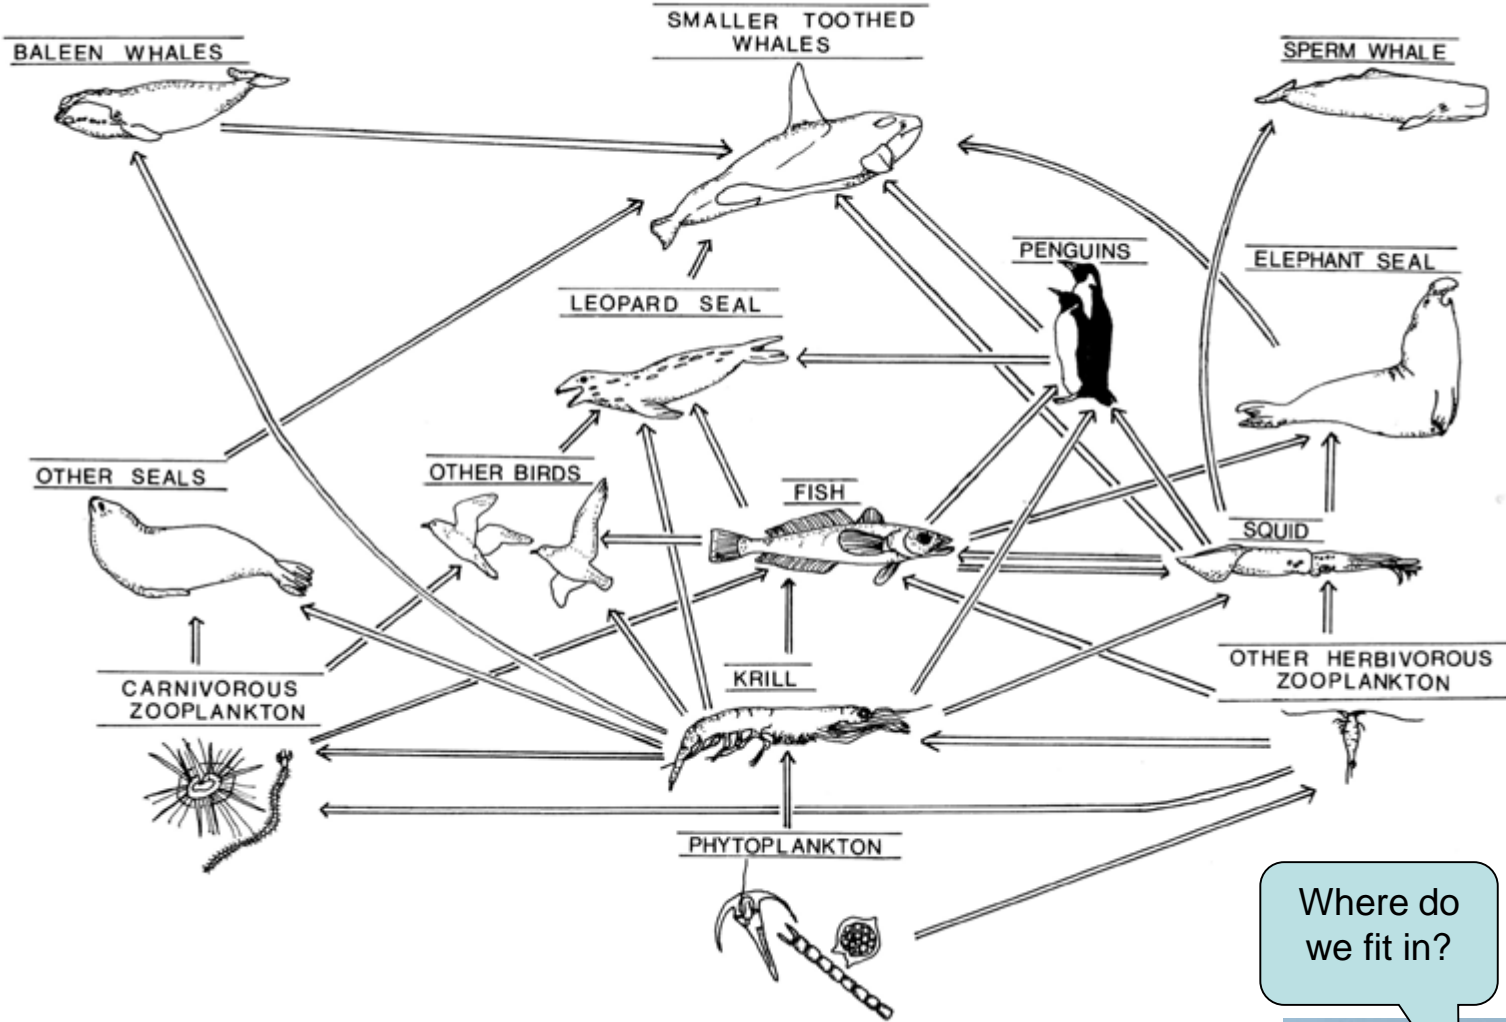 SMALLER TOOTHED
WHALES
BALEEN WHALES
SPERM WHALE
PENGUINS
ELEPHANT SEAL
LEOPARD SEAL
OTHER SEALS
OTHER BIRDS
FISH
SQUID
CARNIVOROUS
ZOOPLANKTON
KRILL
OTHER HERBIVOROUS
ZOOPLANKTON
PHYTOPLANKTON
Where do
we fit in?